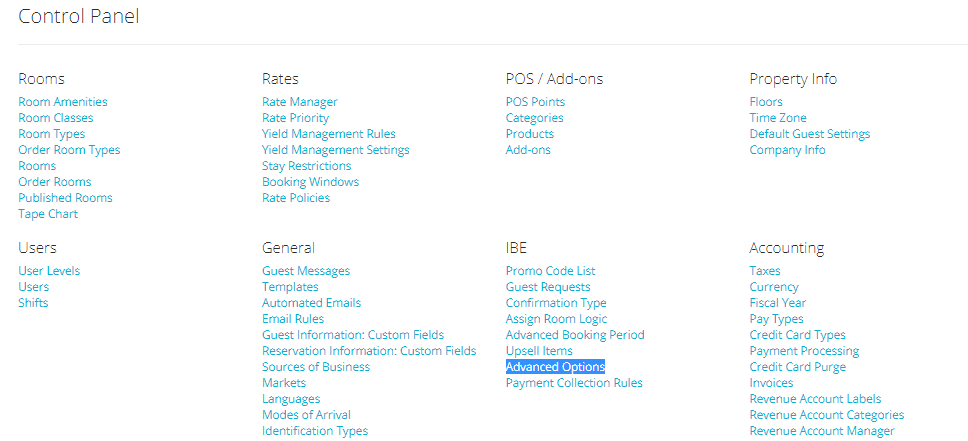 Control Panel
Rooms
Room Amenities
Room Classes
Room Types
Order Room Types
Rooms
Order Rooms
Published Rooms
Tape Chart
Rates
Rate Manager
Rate Priority
Yield Management Rules
Yield Management Settings
Stay Restrictions
Booking Windows
Rate Policies
POS / Add-ons
POS Points
Categories
Products
Add-ons
Property Info
Floors
Time Zone
Default Guest Settings
Company Info
Users
User Levels
Users
Shifts
General
Guest Messages
Templates
Automated Emails
Email Rules
Guest Information: Custom Fields
Reservation Information: Custom Fields
Sources of Business
Markets
Languages
Modes of Arrival
Identification Types
IBE
Promo Code List
Guest Requests
Confirmation Type
Assign Room Logic
Advanced Booking Period
Upsell Items
Advanced Options
Payment Collection Rules
Accounting
Taxes
Currency
Fiscal Year
Pay Types
Credit Card Types
Payment Processing
Credit Card Purge
Invoices
Revenue Account Labels
Revenue Account Categories
Revenue Account Manager